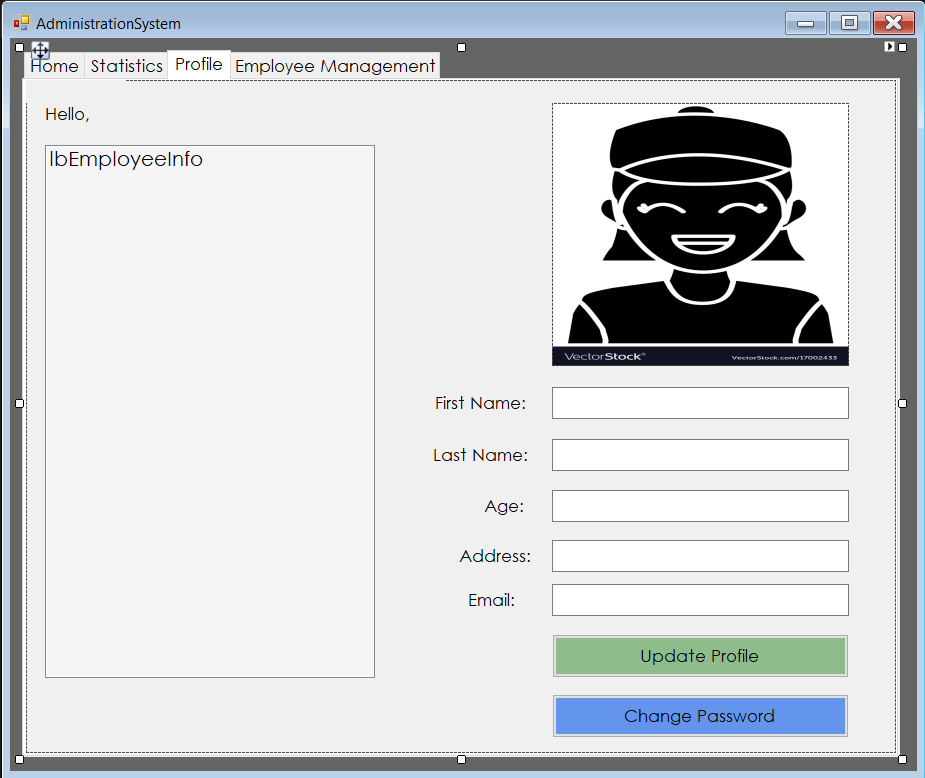 AdministrationSystem
Home Statistics Profile Employee Management
Hello,
lbEmployeeInfo
VectorStock® VectorStock.com/17002433
First Name:
Last Name:
Age:
Address:
Email:
Update Profile
Change Password